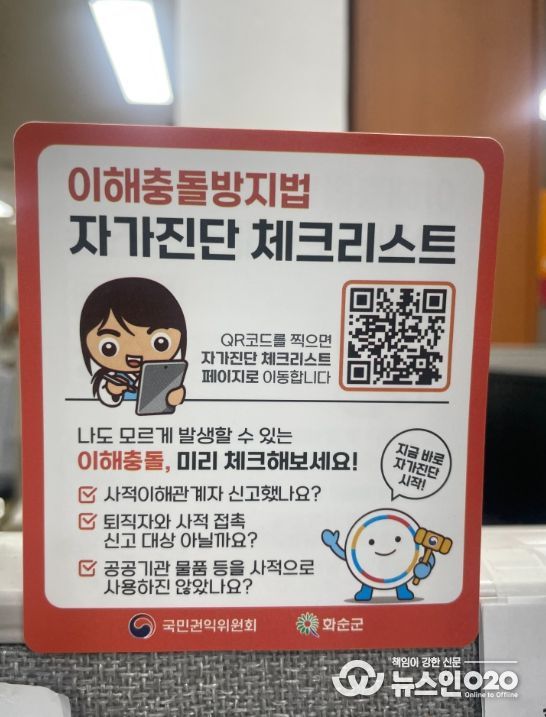 이해충돌방지법
자가진단 체크리스트
QR코드를 찍으면
자가진단 체크리스트
페이지로 이동합니다
나도 모르게 발생할 수 있는
이해충돌, 미리 체크해보세요!
지금 바로
자가진단
시작!
사적이해관계자 신고했나요?
퇴직자와 사적 접촉
신고 대상 아닐까요?
공공기관 물품 등을 사적으로
사용하진 않았나요?
국민권익위원회
화순군
책임이 강한 신문
뉴스인020
Online to Offline